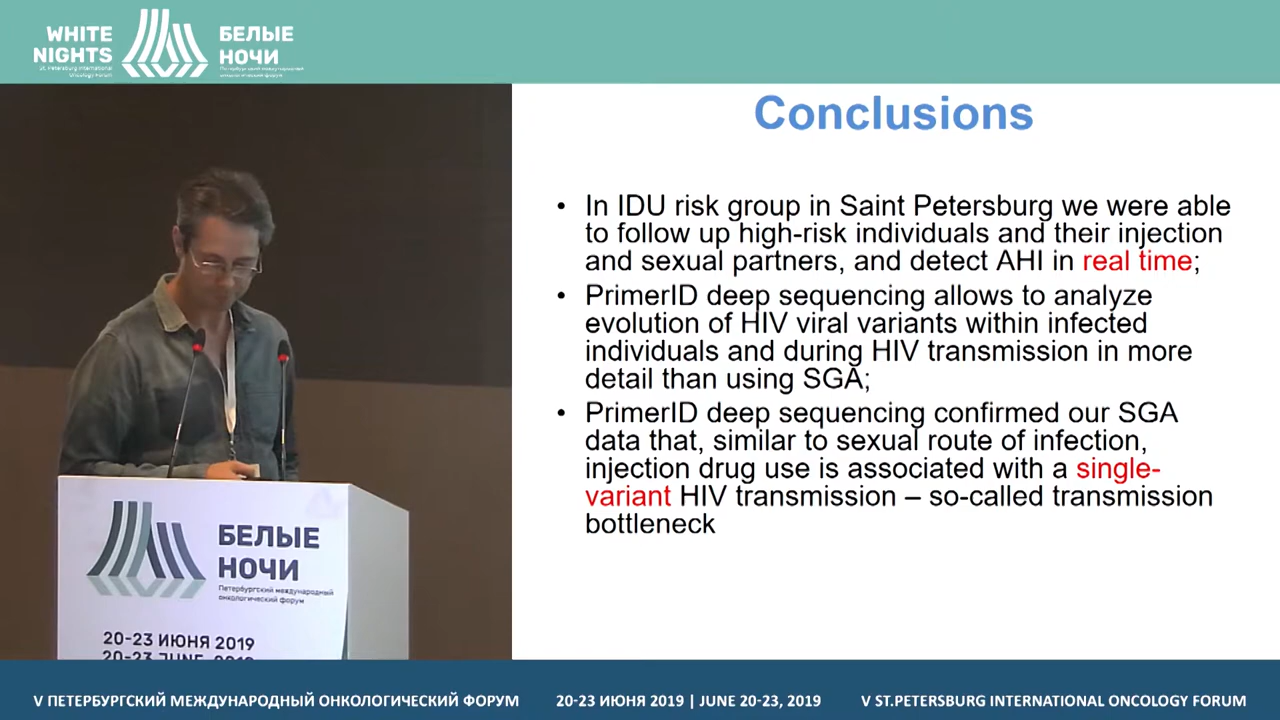 WHITE
NIGHTS
St. Petersburg International
Oncology Forum
БЕЛЫЕ
НОЧИ
Петербургский международный
онкологический форум
Conclusions
• In IDU risk group in Saint Petersburg we were able
to follow up high-risk individuals and their injection
and sexual partners, and detect AHI in real time;
• PrimerID deep sequencing allows to analyze
evolution of HIV viral variants within infected
individuals and during HIV transmission in more
detail than using SGA;
• PrimerID deep sequencing confirmed our SGA
data that, similar to sexual route of infection,
injection drug use is associated with a single-
variant HIV transmission – so-called transmission
bottleneck
БЕЛЫЕ
НОЧИ
Петербургский международный
онкологический форум
20-23 ИЮНЯ 2019
20-23 JUNE, 2019
V ПЕТЕРБУРГСКИЙ МЕЖДУНАРОДНЫЙ ОНКОЛОГИЧЕСКИЙ ФОРУМ
20-23 ИЮНЯ 2019 | JUNE 20-23, 2019
V ST.PETERSBURG INTERNATIONAL ONCOLOGY FORUM